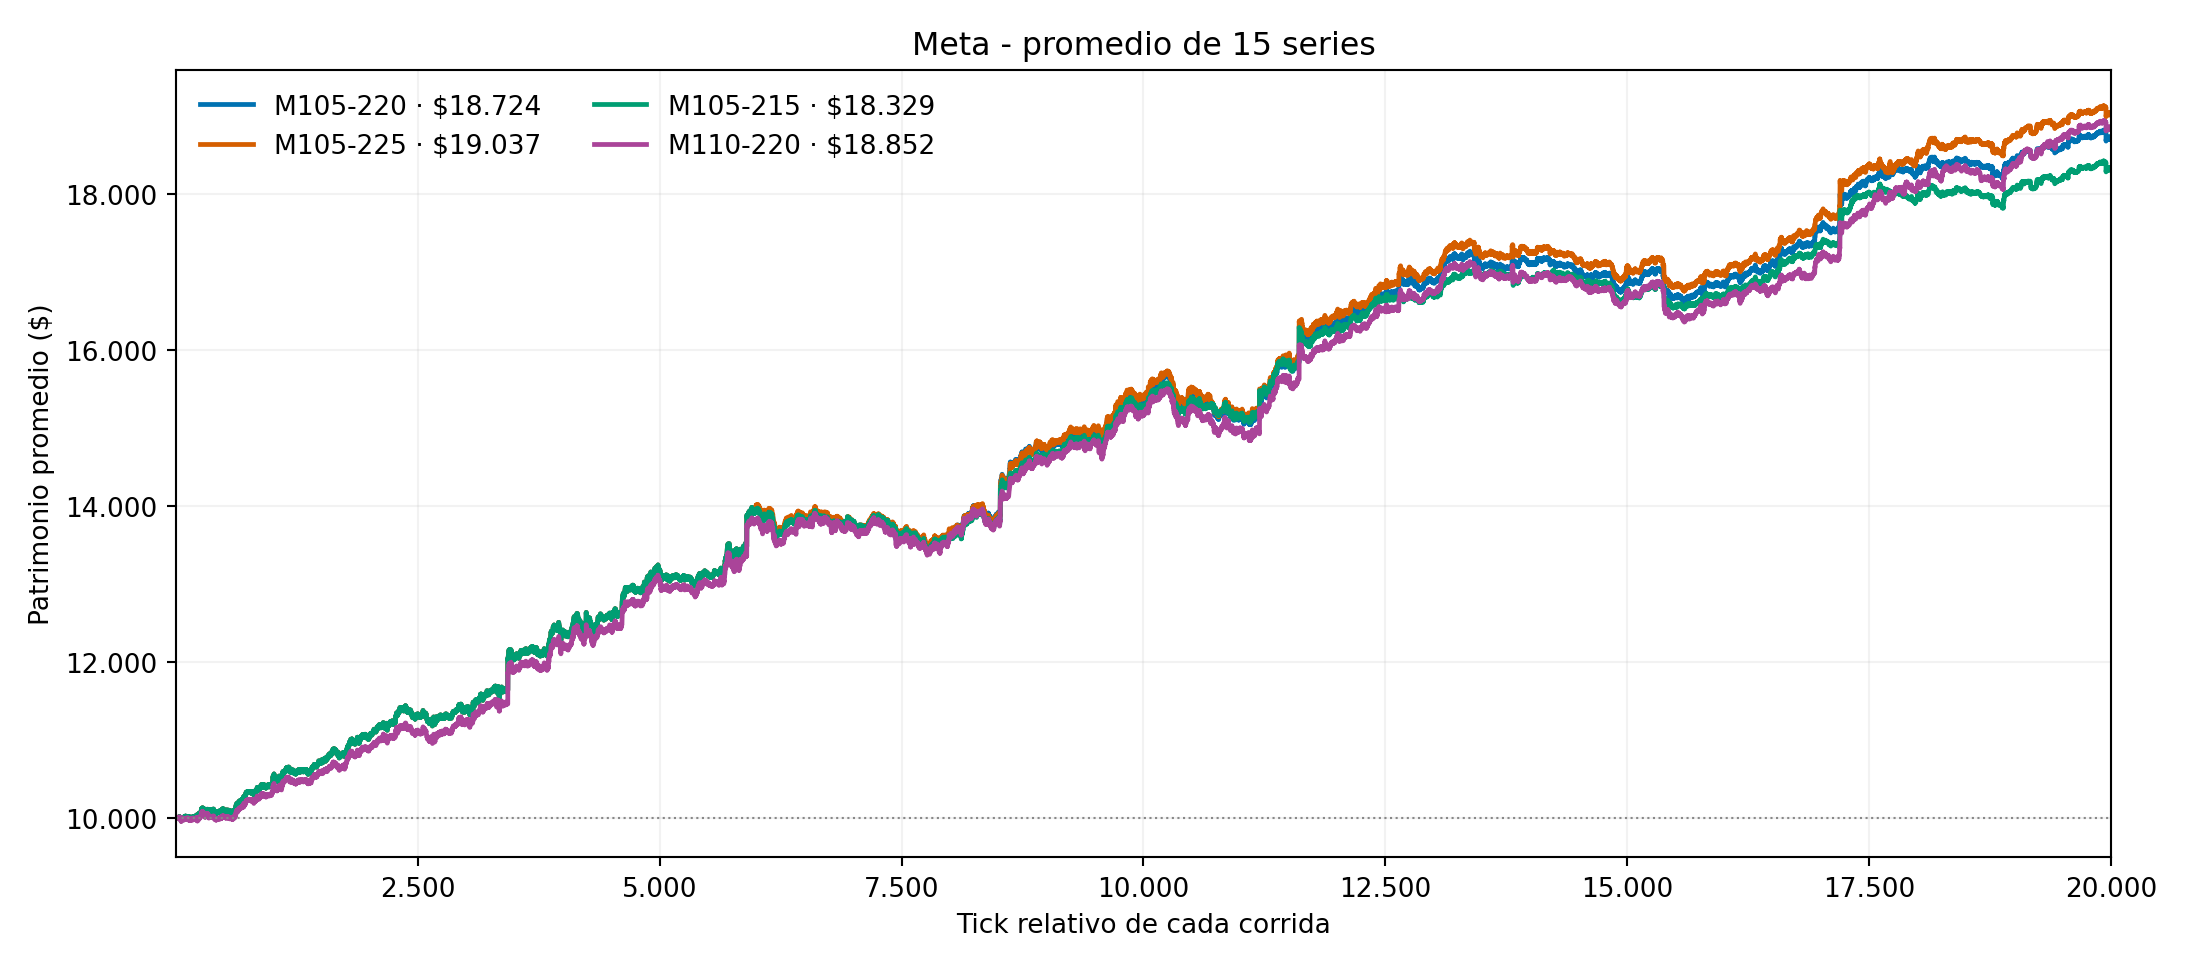 Meta - promedio de 15 series
M105-220 · $18.724
M105-225 · $19.037
M105-215 · $18.329
M110-220 · $18.852
Patrimonio promedio ($)
18.000
16.000
14.000
12.000
10.000
2.500
5.000
7.500
10.000
12.500
15.000
17.500
20.000
Tick relativo de cada corrida